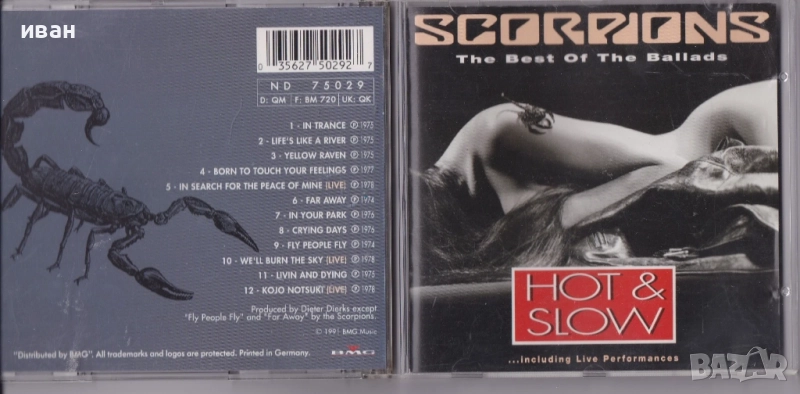 иван
0 35627 50292 7
ND 75029
D: QM F: BM 720 UK: QK
1 - IN TRANCE ℗ 1975
2 - LIFE'S LIKE A RIVER ℗ 1975
3 - YELLOW RAVEN ℗ 1975
4 - BORN TO TOUCH YOUR FEELINGS ℗ 1977
5 - IN SEARCH FOR THE PEACE OF MINE (LIVE) ℗ 1978
6 - FAR AWAY ℗ 1974
7 - IN YOUR PARK ℗ 1976
8 - CRYING DAYS ℗ 1976
9 - FLY PEOPLE FLY ℗ 1974
10 - WE'LL BURN THE SKY (LIVE) ℗ 1978
11 - LIVIN AND DYING ℗ 1975
12 - KOJO NOTSUKI (LIVE) ℗ 1978
Produced by Dieter Dierks except
"Fly People Fly" and "Far Away" by the Scorpions.
© 1991 BMG Music
"Distributed by BMG". All trademarks and logos are protected. Printed in Germany.
BMG
SCORPIONS
The Best Of The Ballads
HOT &
SLOW
...including Live Performances
BAZAR